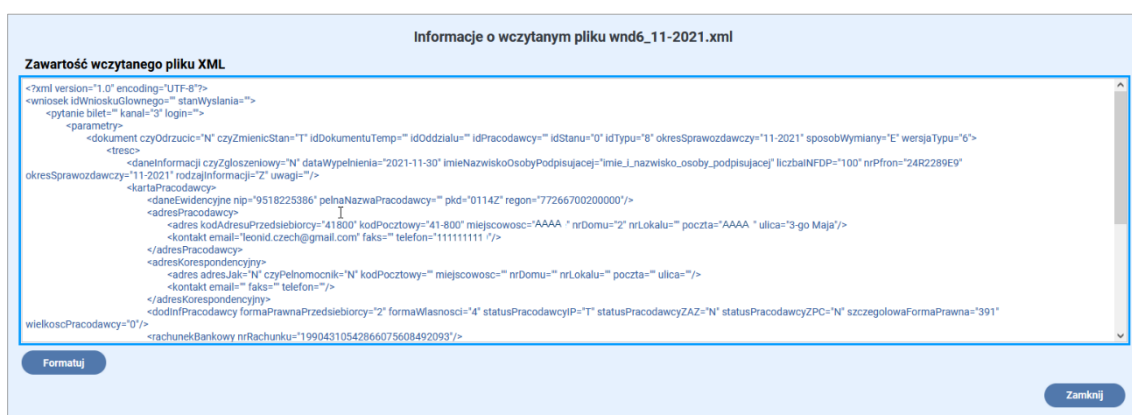 Informacje o wczytanym pliku wnd6_11-2021.xml
Zawartość wczytanego pliku XML
<?xml version="1.0" encoding="UTF-8"?>
<wniosek idWnioskuGlownego="" stanWyslania="">
<pytanie bilet="" kanal="3" login="">
<parametry>
<dokument czyOdrzucic="N" czyZmienicStan="T" idDokumentuTemp="" idOddzialu="" idPracodawcy="" idStanu="0" idTypu="8" okresSprawozdawczy="11-2021" sposobWymiany="E" wersjaTypu="6">
<tresc>
<daneInformacji czyZgloszeniowy="N" dataWypelnienia="2021-11-30" imieNazwiskoOsobyPodpisujacej="imie_i_nazwisko_osoby_podpisujacej" liczbaINFDP="100" nrPfron="24R2289E9"
okresSprawozdawczy="11-2021" rodzajInformacji="Z" uwagi=""/>
<kartaPracodawcy>
<daneEwidencyjne nip="9518225386" pelnaNazwaPracodawcy="" pkd="0114Z" regon="77266700200000"/>
<adresPracodawcy>
<adres kodAdresuPrzedsiebiorcy="41800" kodPocztowy="41-800" miejscowosc="AAAA " nrDomu="2" nrLokalu="" poczta="AAAA " ulica="3-go Maja"/>
<kontakt email="leonid.czech@gmail.com" faks="" telefon="111111111 "/>
</adresPracodawcy>
<adresKorespondencyjny>
<adres adresJak="N" czyPelnomocnik="N" kodPocztowy="" miejscowosc="" nrDomu="" nrLokalu="" poczta="" ulica=""/>
<kontakt email="" faks="" telefon=""/>
</adresKorespondencyjny>
<dodInfPracodawcy formaPrawnaPrzedsiebiorcy="2" formaWlasnosci="4" statusPracodawcyIP="T" statusPracodawcyZAZ="N" statusPracodawcyZPC="N" szczegolowaFormaPrawna="391"
wielkoscPracodawcy="0"/>
<rachunekBankowy nrRachunku="19904310542866075608492093"/>
Formatuj
Zamknij